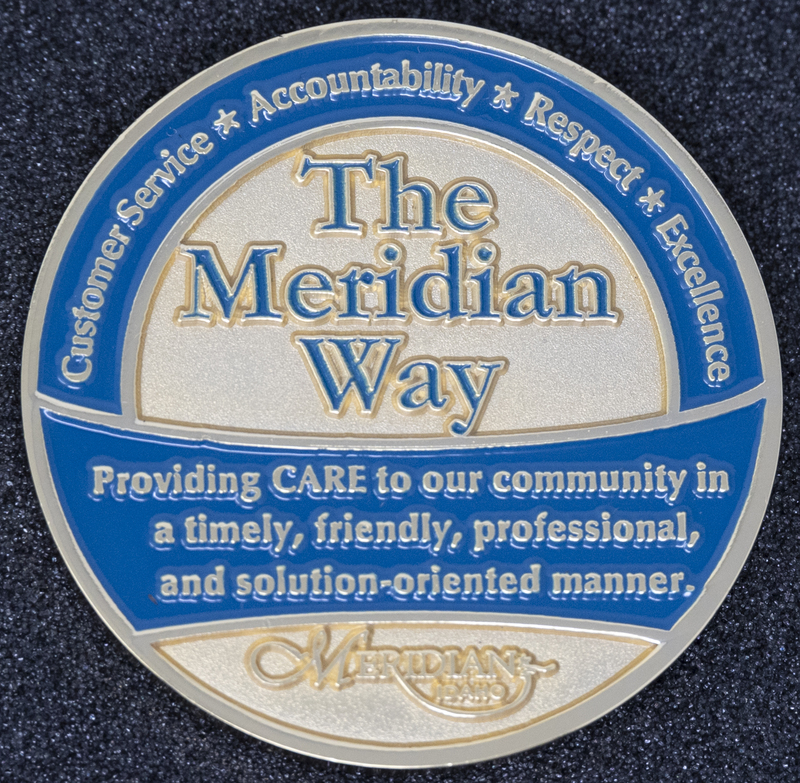 Customer Service ★ Accountability ★ Respect ★ Excellence
The
Meridian
Way
Providing CARE to our community in
a timely, friendly, professional,
and solution-oriented manner.
MERIDIAN
IDAHO